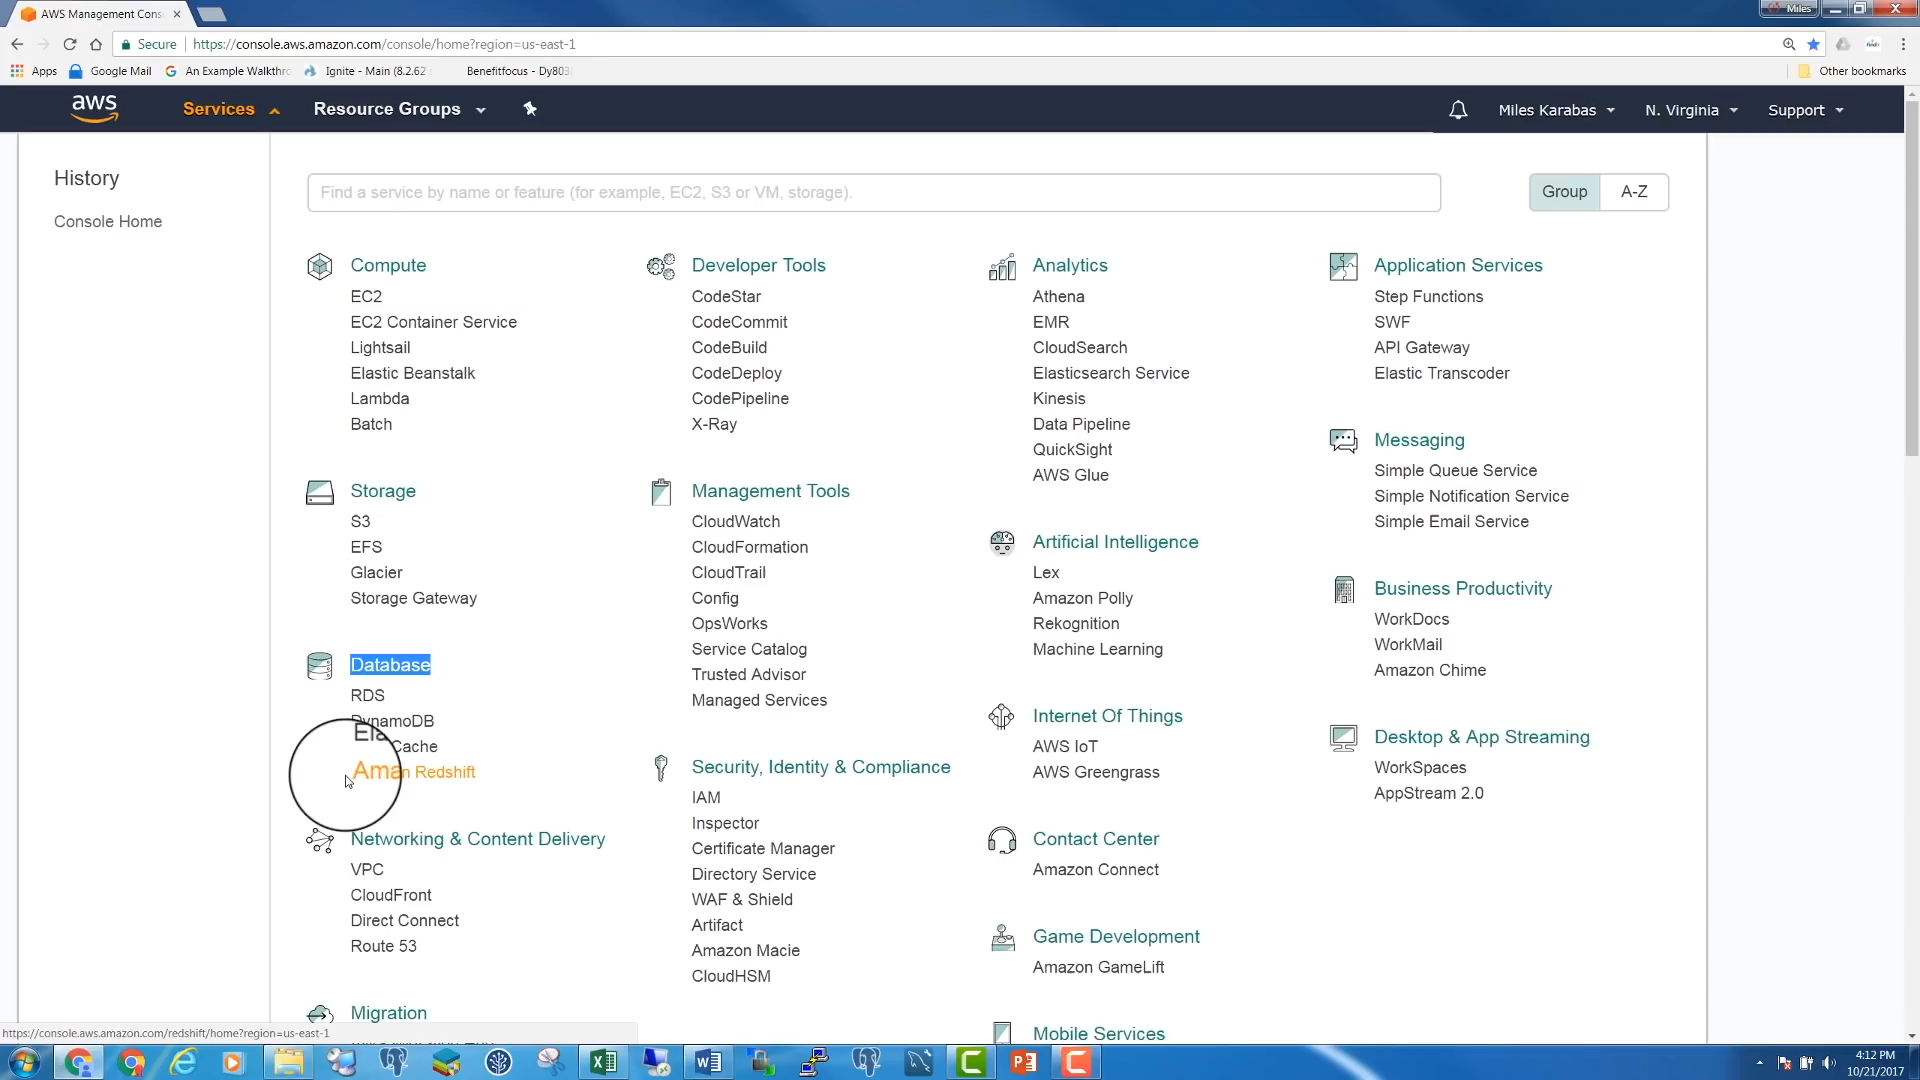 AWS Management Cons
Miles
Secure https://console.aws.amazon.com/console/home?region=us-east-1
Apps Google Mail An Example Walkthro Ignite - Main (8.2.62 Benefitfocus - Dy803 Other bookmarks
aws Services Resource Groups Miles Karabas N. Virginia Support
History
Console Home
Find a service by name or feature (for example, EC2, S3 or VM, storage).
Group A-Z
Compute
EC2
EC2 Container Service
Lightsail
Elastic Beanstalk
Lambda
Batch
Storage
S3
EFS
Glacier
Storage Gateway
Database
RDS
DynamoDB
Ela Cache
Aman Redshift
Networking & Content Delivery
VPC
CloudFront
Direct Connect
Route 53
Migration
Developer Tools
CodeStar
CodeCommit
CodeBuild
CodeDeploy
CodePipeline
X-Ray
Management Tools
CloudWatch
CloudFormation
CloudTrail
Config
OpsWorks
Service Catalog
Trusted Advisor
Managed Services
Security, Identity & Compliance
IAM
Inspector
Certificate Manager
Directory Service
WAF & Shield
Artifact
Amazon Macie
CloudHSM
Analytics
Athena
EMR
CloudSearch
Elasticsearch Service
Kinesis
Data Pipeline
QuickSight
AWS Glue
Artificial Intelligence
Lex
Amazon Polly
Rekognition
Machine Learning
Internet Of Things
AWS IoT
AWS Greengrass
Contact Center
Amazon Connect
Game Development
Amazon GameLift
Mobile Services
Application Services
Step Functions
SWF
API Gateway
Elastic Transcoder
Messaging
Simple Queue Service
Simple Notification Service
Simple Email Service
Business Productivity
WorkDocs
WorkMail
Amazon Chime
Desktop & App Streaming
WorkSpaces
AppStream 2.0
https://console.aws.amazon.com/redshift/home?region=us-east-1
4:12 PM
10/21/2017